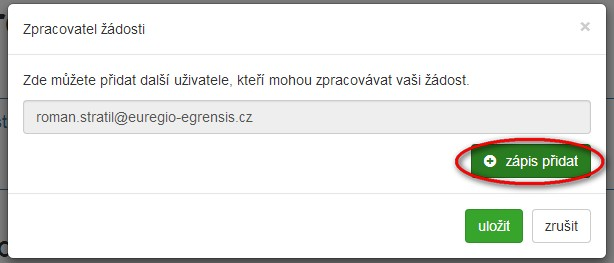 Zpracovatel žádosti
×
Zde můžete přidat další uživatele, kteří mohou zpracovávat vaši žádost.
roman.stratil@euregio-egrensis.cz
zápis přidat
uložit zrušit